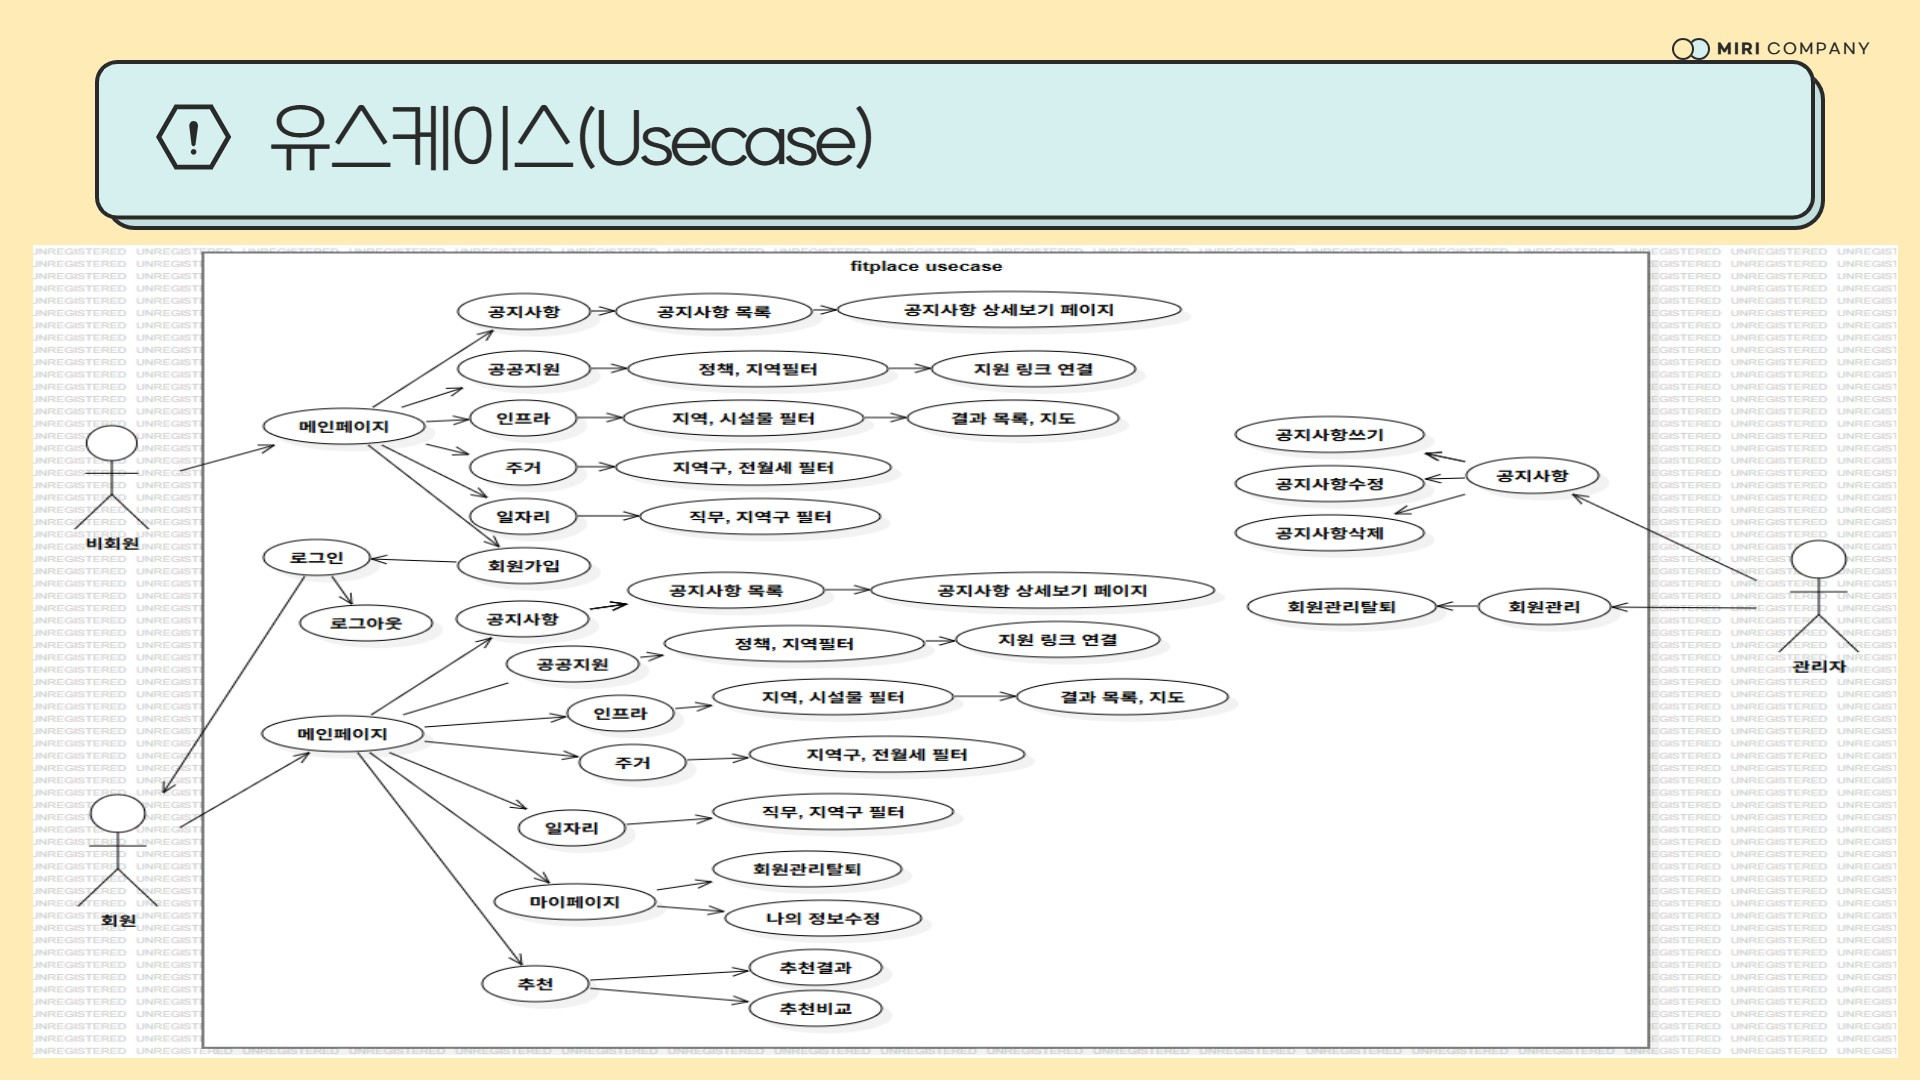 MIRI COMPANY
유스케이스(Usecase)
fitplace usecase
공지사항
공지사항 목록
공지사항 상세보기 페이지
공공지원
정책, 지역필터
지원 링크 연결
메인페이지
인프라
지역, 시설물 필터
결과 목록, 지도
주거
지역구, 전월세 필터
일자리
직무, 지역구 필터
비회원
로그인
회원가입
로그아웃
공지사항
공지사항 목록
공지사항 상세보기 페이지
공공지원
정책, 지역필터
지원 링크 연결
인프라
지역, 시설물 필터
결과 목록, 지도
메인페이지
주거
지역구, 전월세 필터
일자리
직무, 지역구 필터
마이페이지
회원관리탈퇴
나의 정보수정
회원
추천
추천결과
추천비교
공지사항쓰기
공지사항수정
공지사항삭제
공지사항
회원관리탈퇴
회원관리
관리자
UNREGISTERED